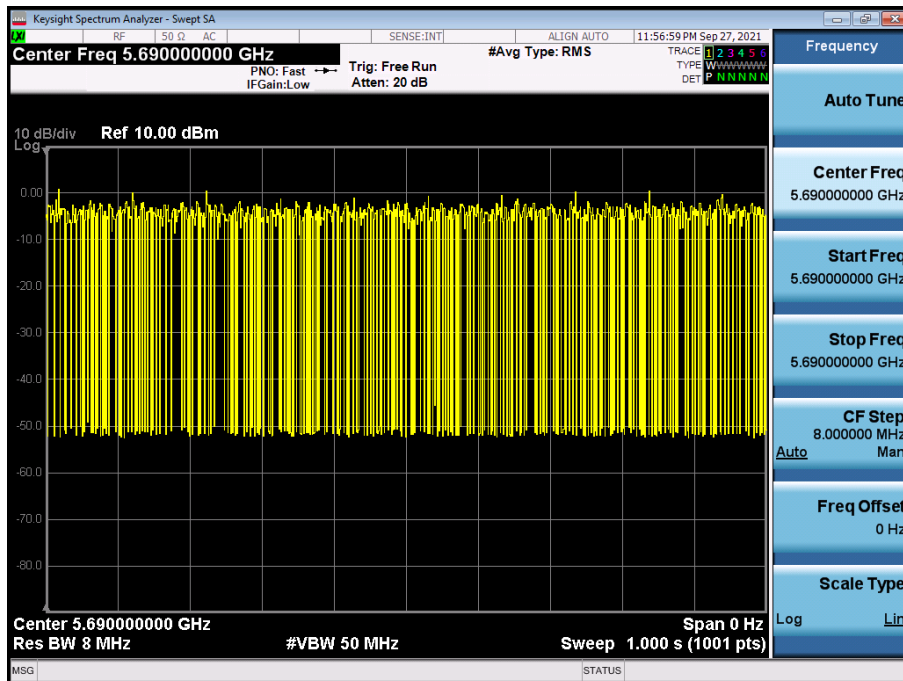 Keysight Spectrum Analyzer - Swept SA
LXI RF 50 Ω AC SENSE:INT ALIGN AUTO 11:56:59 PM Sep 27, 2021
Center Freq 5.690000000 GHz
PNO: Fast
IFGain:Low
Trig: Free Run
Atten: 20 dB
#Avg Type: RMS
TRACE 1 2 3 4 5 6
TYPE W W W W W W
DET P N N N N N
10 dB/div Ref 10.00 dBm
Log
0.00
-10.0
-20.0
-30.0
-40.0
-50.0
-60.0
-70.0
-80.0
Center 5.690000000 GHz Span 0 Hz
Res BW 8 MHz #VBW 50 MHz Sweep 1.000 s (1001 pts)
MSG STATUS
Frequency
Auto Tune
Center Freq
5.690000000 GHz
Start Freq
5.690000000 GHz
Stop Freq
5.690000000 GHz
CF Step
8.000000 MHz
Auto Man
Freq Offset
0 Hz
Scale Type
Log Lin